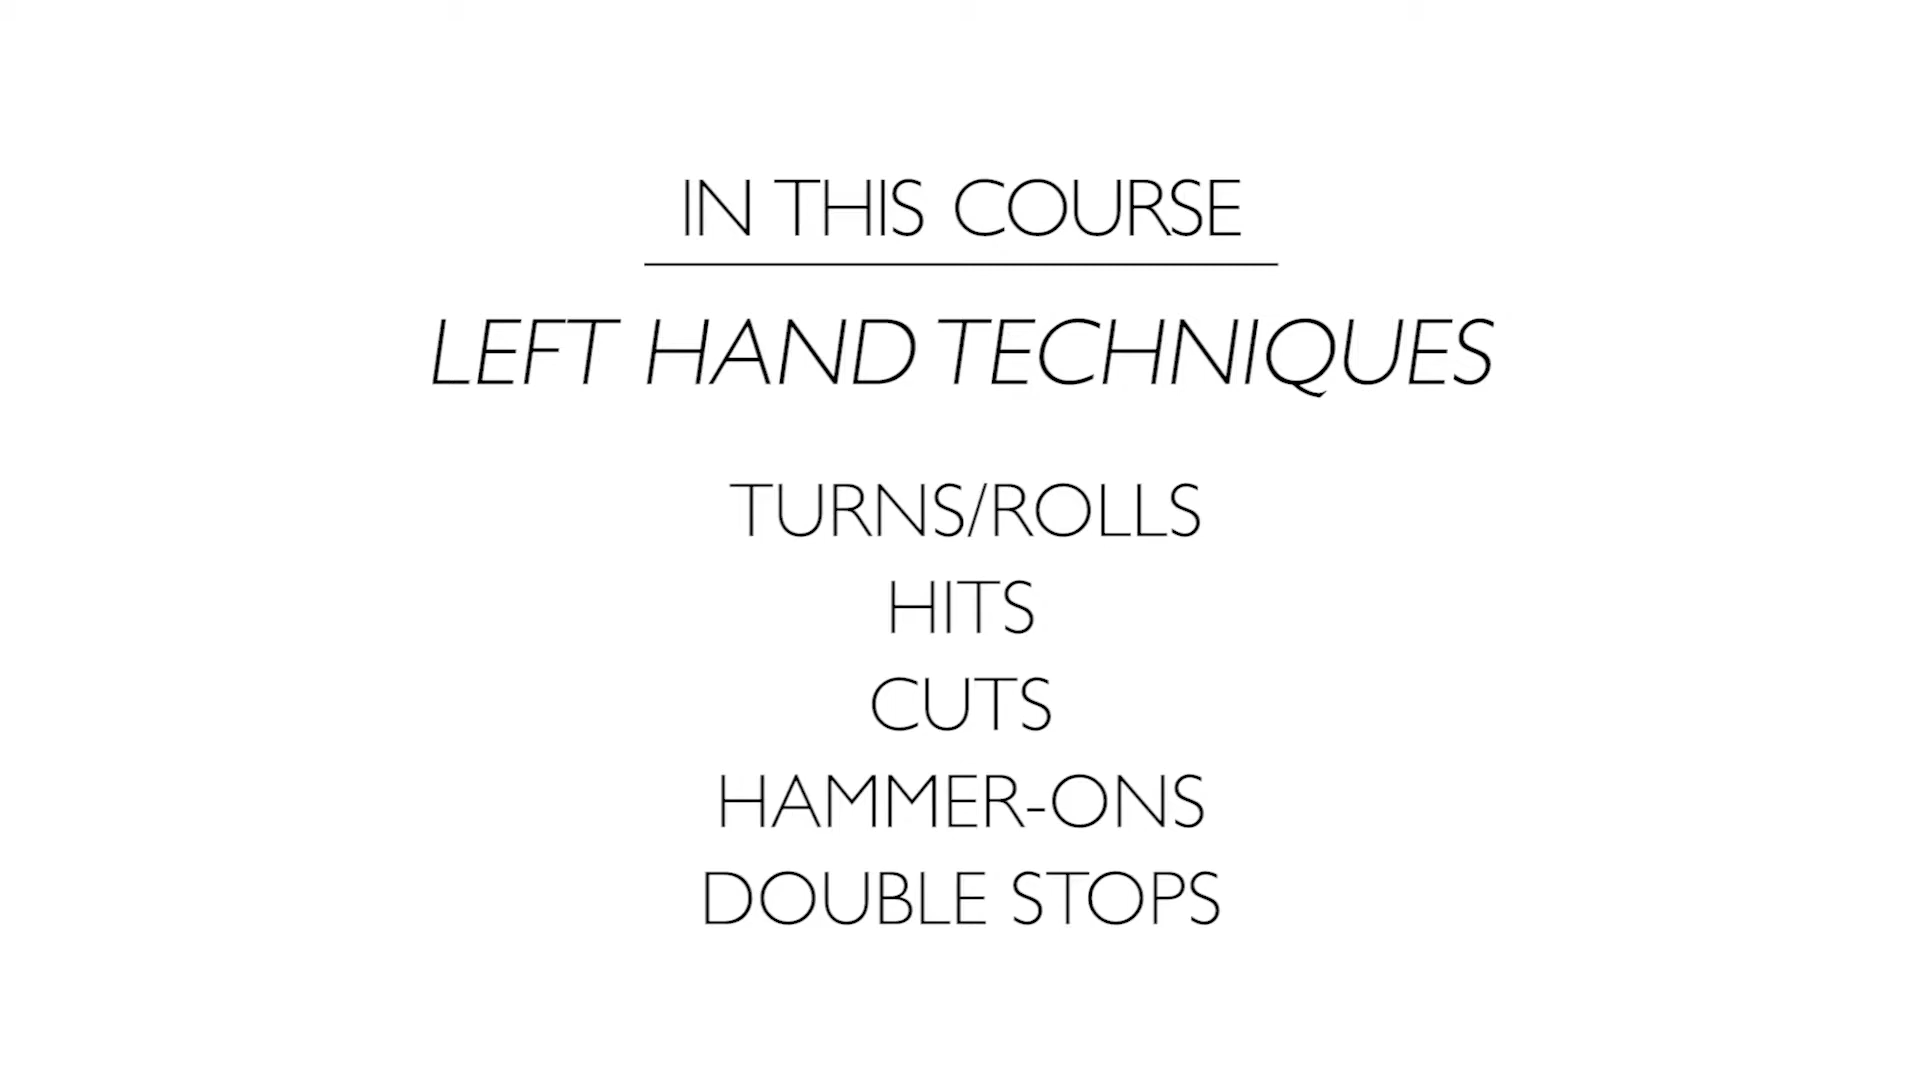 IN THIS COURSE
LEFT HAND TECHNIQUES
TURNS/ROLLS
HITS
CUTS
HAMMER-ONS
DOUBLE STOPS